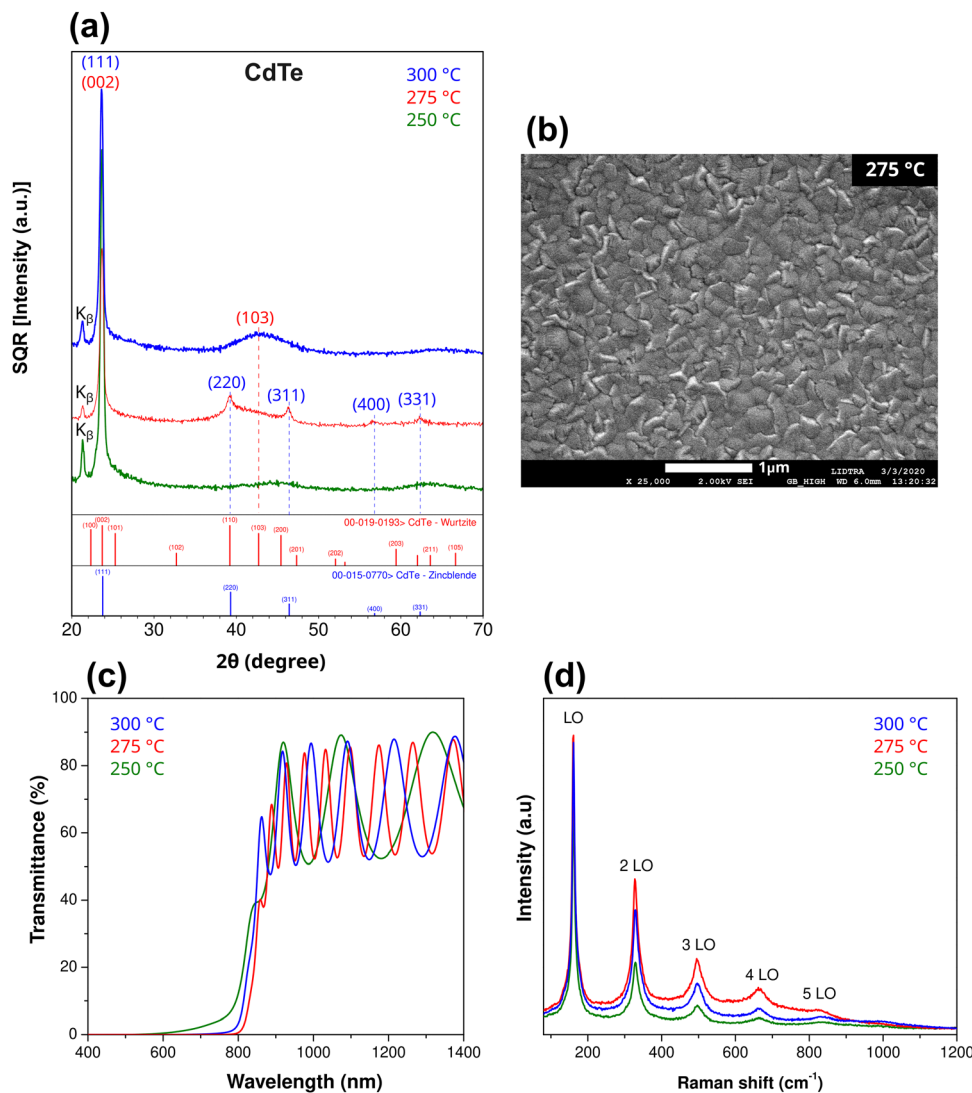 (a)
(111)
(002)
CdTe
300 °C
275 °C
250 °C
SQR [Intensity (a.u.)]
Kβ
(103)
Kβ
(220)
(311)
(400)
(331)
Kβ
00-019-0193> CdTe - Wurtzite
(100)
(002)
(101)
(102)
(110)
(103)
(200)
(201)
(202)
(203)
(211)
(105)
00-015-0770> CdTe - Zincblende
(111)
(220)
(311)
(400)
(331)
20 30 40 50 60 70
2θ (degree)
(b)
275 °C
1µm
LIDTRA 3/3/2020
X 25,000 2.00kV SEI GB_HIGH WD 6.0mm 13:20:32
(c)
300 °C
275 °C
250 °C
Transmittance (%)
100
80
60
40
20
0
400 600 800 1000 1200 1400
Wavelength (nm)
(d)
300 °C
275 °C
250 °C
LO
2 LO
3 LO
4 LO
5 LO
Intensity (a.u)
200 400 600 800 1000 1200
Raman shift (cm⁻¹)